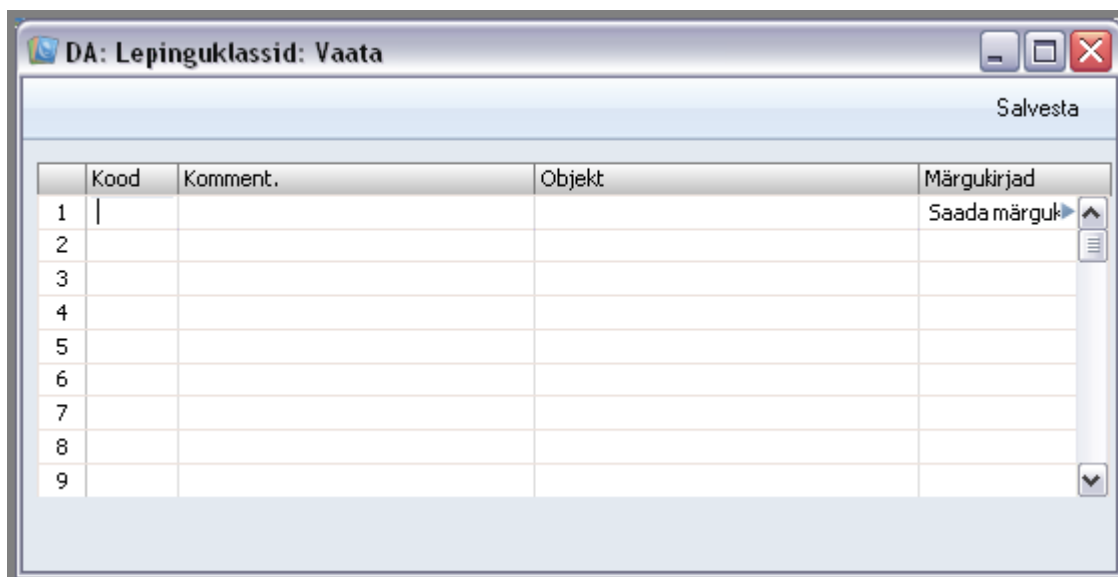 DA: Lepinguklassid: Vaata
Salvesta
Kood Komment. Objekt Märgukirjad
1 Saada märguk
2
3
4
5
6
7
8
9